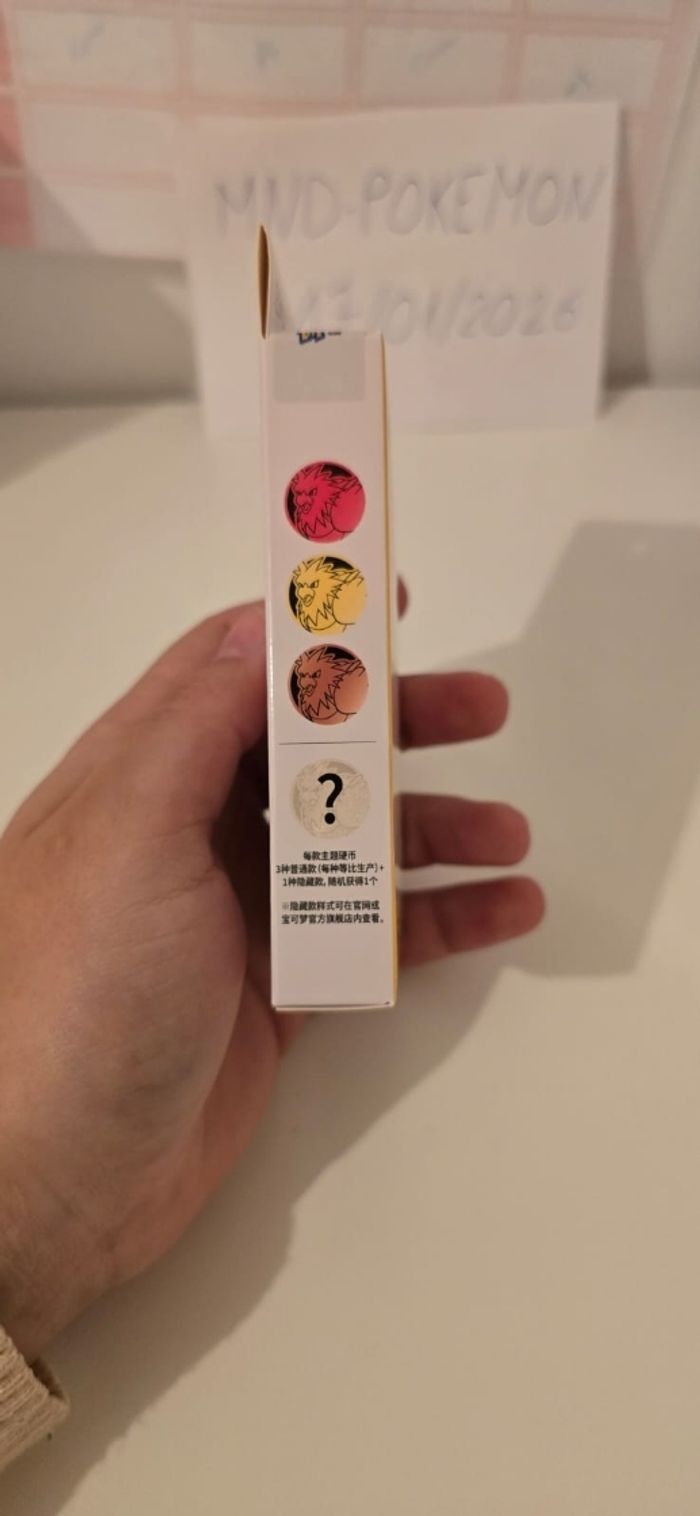 MND-POKEMON
?
每款主题硬币
3种普通款(每种等比生产)+
1种隐藏款,随机获得1个
※隐藏款样式可在官网或
宝可梦官方旗舰店内查看。